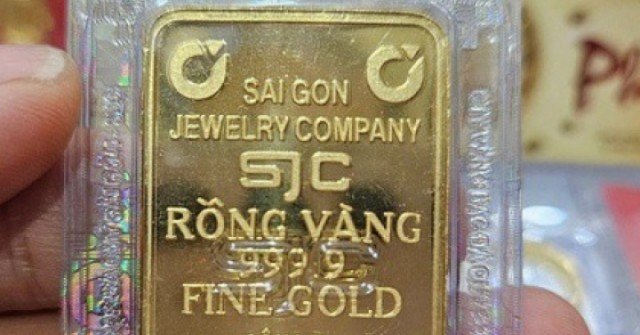 SAI GON
JEWELRY COMPANY
SJC
RỒNG VÀNG
999.9
FINE GOLD